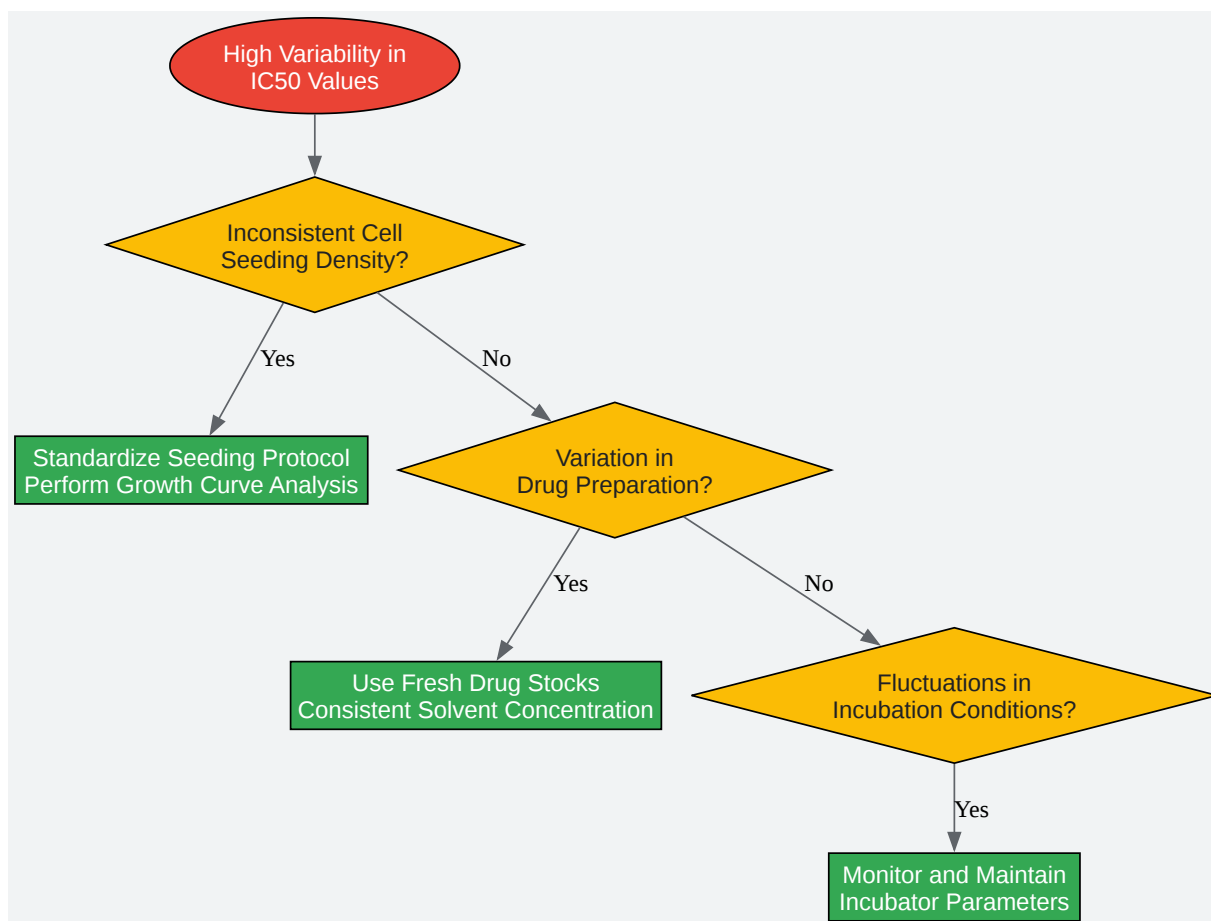 High Variability in
IC50 Values
Inconsistent Cell
Seeding Density?
Yes
No
Standardize Seeding Protocol
Perform Growth Curve Analysis
Variation in
Drug Preparation?
Yes
No
Use Fresh Drug Stocks
Consistent Solvent Concentration
Fluctuations in
Incubation Conditions?
Yes
Monitor and Maintain
Incubator Parameters